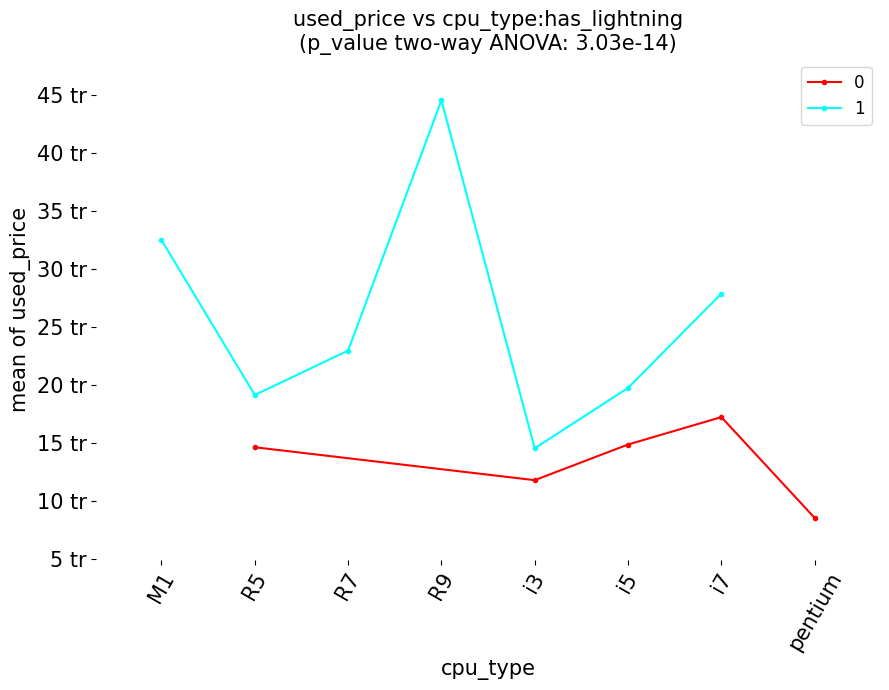 used_price vs cpu_type:has_lightning
(p_value two-way ANOVA: 3.03e-14)
0
1
45 tr
40 tr
35 tr
30 tr
25 tr
20 tr
15 tr
10 tr
5 tr
mean of used_price
M1
R5
R7
R9
i3
i5
i7
pentium
cpu_type